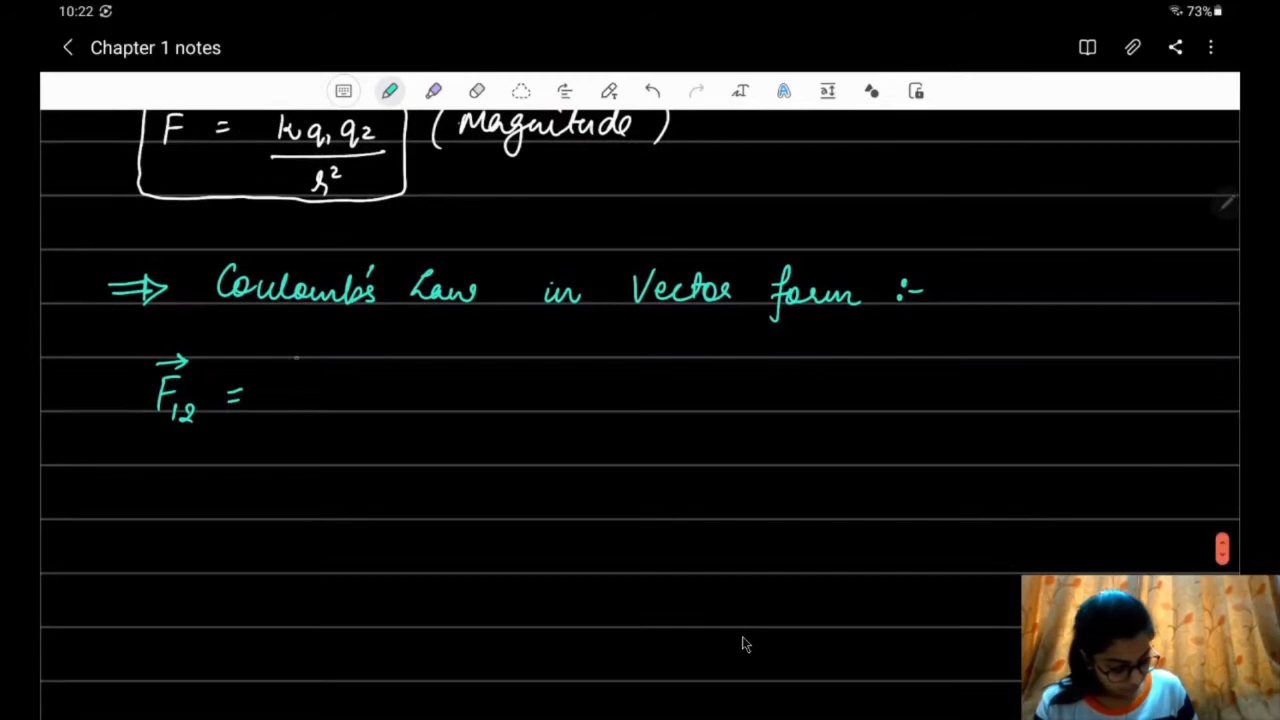 10:22
73%
Chapter 1 notes
F = kq₁q₂/r² (Magnitude)
⇒ Coulomb's Law in Vector form :-
F⃗₁₂ =